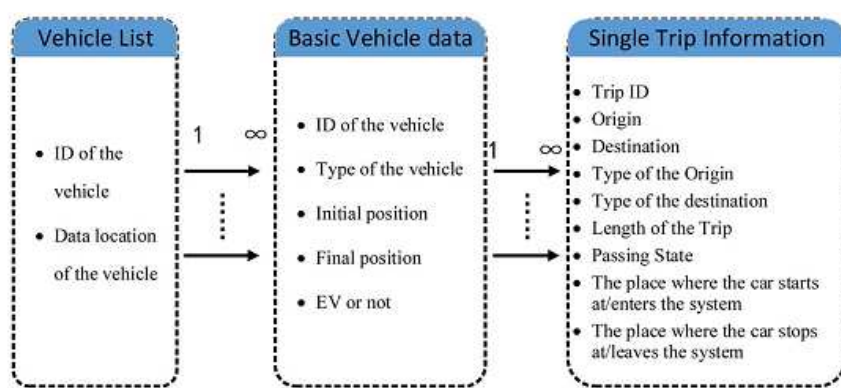 Vehicle List
• ID of the
vehicle
• Data location
of the vehicle
1 ∞
Basic Vehicle data
• ID of the vehicle
• Type of the vehicle
• Initial position
• Final position
• EV or not
1 ∞
Single Trip Information
• Trip ID
• Origin
• Destination
• Type of the Origin
• Type of the destination
• Length of the Trip
• Passing State
• The place where the car starts
at/enters the system
• The place where the car stops
at/leaves the system